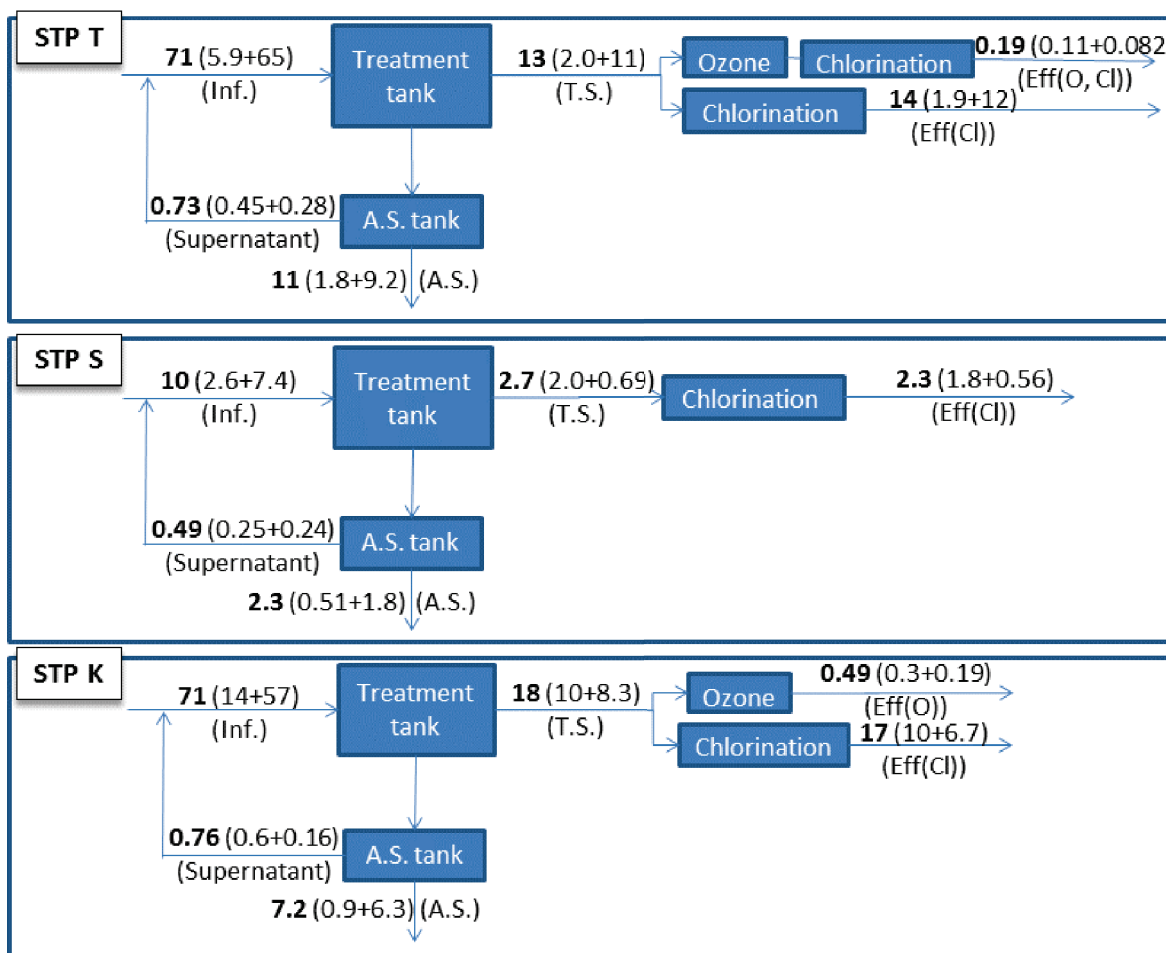 STP T
71 (5.9+65)
(Inf.)
Treatment
tank
13 (2.0+11)
(T.S.)
Ozone
Chlorination
0.19 (0.11+0.082
(Eff(O, Cl))
Chlorination
14 (1.9+12)
(Eff(Cl))
0.73 (0.45+0.28)
(Supernatant)
A.S. tank
11 (1.8+9.2) (A.S.)
STP S
10 (2.6+7.4)
(Inf.)
Treatment
tank
2.7 (2.0+0.69)
(T.S.)
Chlorination
2.3 (1.8+0.56)
(Eff(Cl))
0.49 (0.25+0.24)
(Supernatant)
A.S. tank
2.3 (0.51+1.8) (A.S.)
STP K
71 (14+57)
(Inf.)
Treatment
tank
18 (10+8.3)
(T.S.)
Ozone
0.49 (0.3+0.19)
(Eff(O))
Chlorination
17 (10+6.7)
(Eff(Cl))
0.76 (0.6+0.16)
(Supernatant)
A.S. tank
7.2 (0.9+6.3) (A.S.)